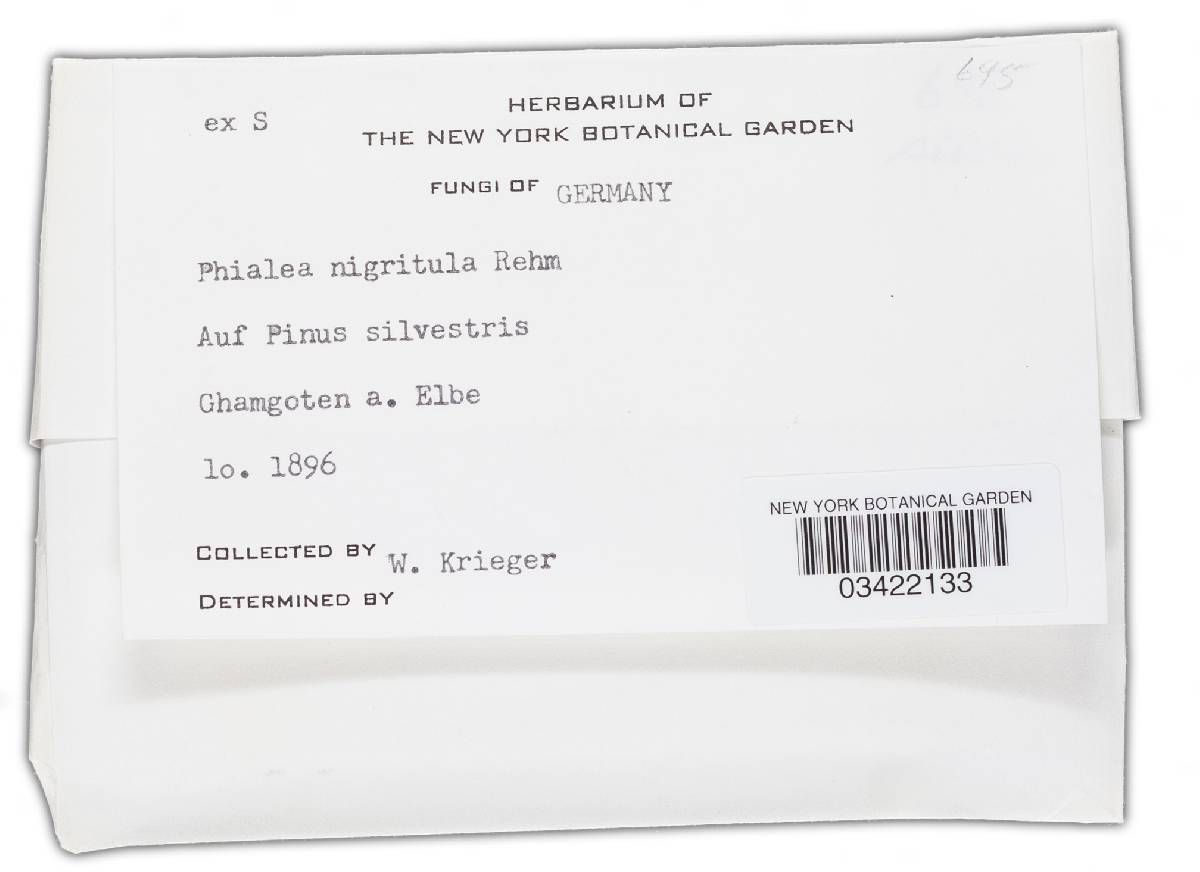 ex S
HERBARIUM OF
THE NEW YORK BOTANICAL GARDEN
FUNGI OF GERMANY
Phialea nigritula Rehm
Auf Pinus silvestris
Ghamgoten a. Elbe
lo. 1896
COLLECTED BY W. Krieger
DETERMINED BY
NEW YORK BOTANICAL GARDEN
03422133